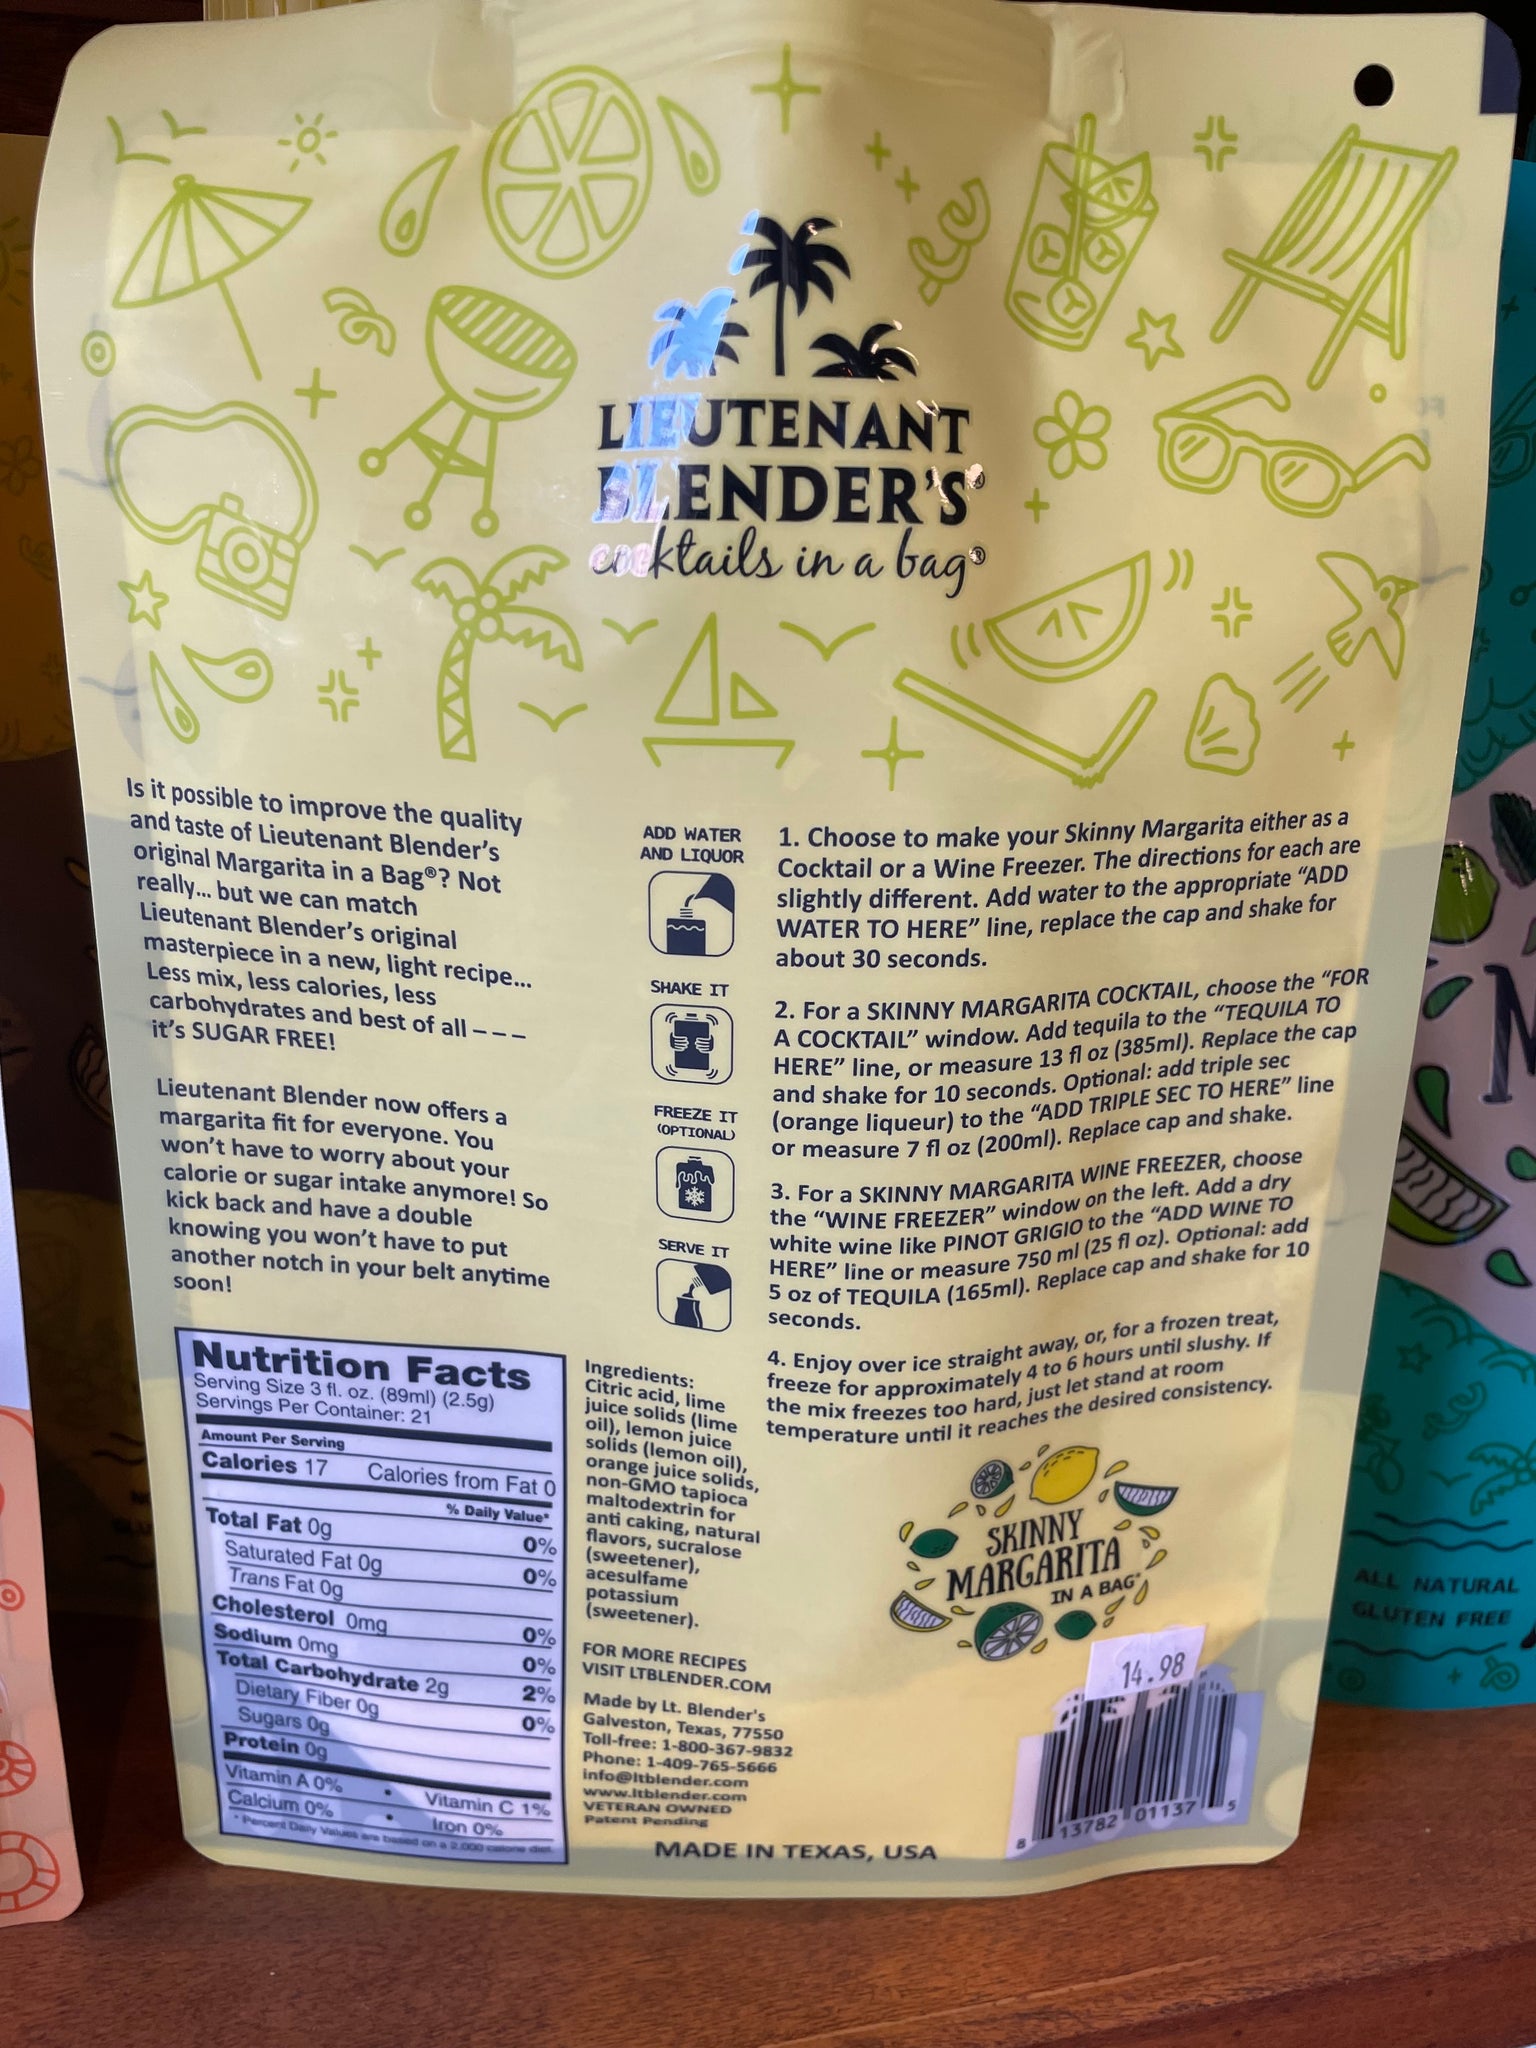 LIEUTENANT
BLENDER'S®
cocktails in a bag®
Is it possible to improve the quality
and taste of Lieutenant Blender's
original Margarita in a Bag®? Not
really... but we can match
Lieutenant Blender's original
masterpiece in a new, light recipe...
Less mix, less calories, less
carbohydrates and best of all – – –
it's SUGAR FREE!
Lieutenant Blender now offers a
margarita fit for everyone. You
won't have to worry about your
calorie or sugar intake anymore! So
kick back and have a double
knowing you won't have to put
another notch in your belt anytime
soon!
ADD WATER
AND LIQUOR
SHAKE IT
FREEZE IT
(OPTIONAL)
SERVE IT
1. Choose to make your Skinny Margarita either as a
Cocktail or a Wine Freezer. The directions for each are
slightly different. Add water to the appropriate “ADD
WATER TO HERE” line, replace the cap and shake for
about 30 seconds.
2. For a SKINNY MARGARITA COCKTAIL, choose the “FOR
A COCKTAIL” window. Add tequila to the “TEQUILA TO
HERE” line, or measure 13 fl oz (385ml). Replace the cap
and shake for 10 seconds. Optional: add triple sec
(orange liqueur) to the “ADD TRIPLE SEC TO HERE” line
or measure 7 fl oz (200ml). Replace cap and shake.
3. For a SKINNY MARGARITA WINE FREEZER, choose
the “WINE FREEZER” window on the left. Add a dry
white wine like PINOT GRIGIO to the “ADD WINE TO
HERE” line or measure 750 ml (25 fl oz). Optional: add
5 oz of TEQUILA (165ml). Replace cap and shake for 10
seconds.
4. Enjoy over ice straight away, or, for a frozen treat,
freeze for approximately 4 to 6 hours until slushy. If
the mix freezes too hard, just let stand at room
temperature until it reaches the desired consistency.
Nutrition Facts
Serving Size 3 fl. oz. (89ml) (2.5g)
Servings Per Container: 21
Amount Per Serving
Calories 17 Calories from Fat 0
% Daily Value*
Total Fat 0g 0%
Saturated Fat 0g 0%
Trans Fat 0g
Cholesterol 0mg 0%
Sodium 0mg 0%
Total Carbohydrate 2g 2%
Dietary Fiber 0g 0%
Sugars 0g
Protein 0g
Vitamin A 0% • Vitamin C 1%
Calcium 0% • Iron 0%
* Percent Daily Values are based on a 2,000 calorie diet.
Ingredients:
Citric acid, lime
juice solids (lime
oil), lemon juice
solids (lemon oil),
orange juice solids,
non-GMO tapioca
maltodextrin for
anti caking, natural
flavors, sucralose
(sweetener),
acesulfame
potassium
(sweetener).
FOR MORE RECIPES
VISIT LTBLENDER.COM
Made by Lt. Blender's
Galveston, Texas, 77550
Toll-free: 1-800-367-9832
Phone: 1-409-765-5666
info@ltblender.com
www.ltblender.com
VETERAN OWNED
Patent Pending
MADE IN TEXAS, USA
SKINNY
MARGARITA
IN A BAG®
14.98
8 13782 01137 5
ALL NATURAL
GLUTEN FREE